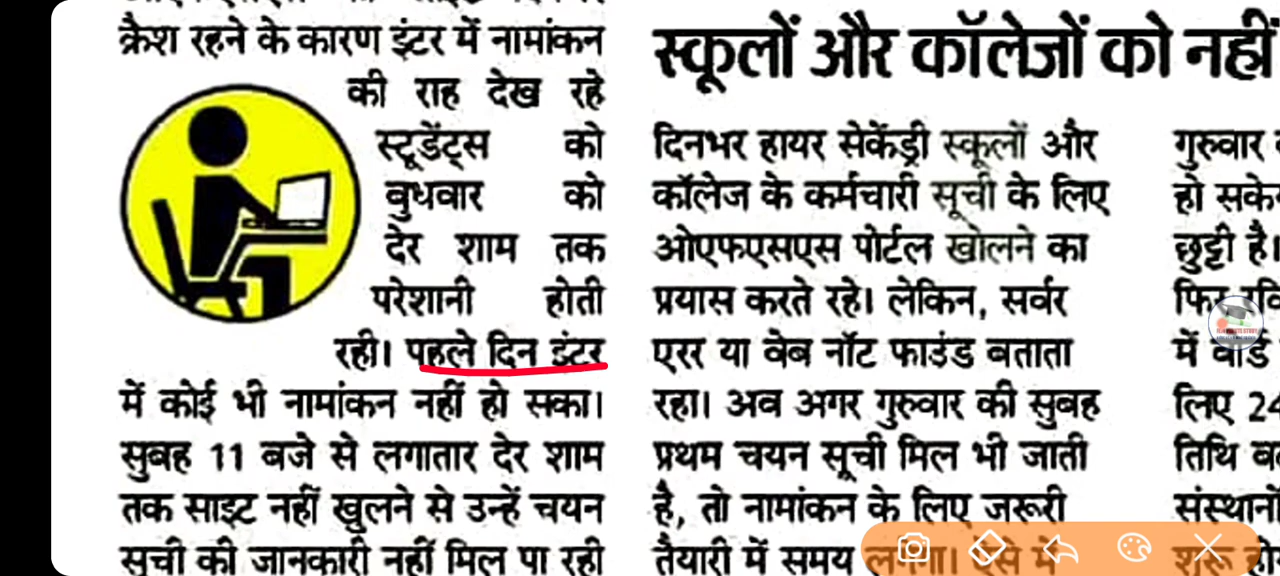 क्रैश रहने के कारण इंटर में नामांकन
की राह देख रहे
स्टूडेंट्स को
बुधवार को
देर शाम तक
परेशानी होती
रही। पहले दिन इंटर
में कोई भी नामांकन नहीं हो सका।
सुबह 11 बजे से लगातार देर शाम
तक साइट नहीं खुलने से उन्हें चयन
सूची की जानकारी नहीं मिल पा रही
स्कूलों और कॉलेजों को नहीं
दिनभर हायर सेकेंड्री स्कूलों और
कॉलेज के कर्मचारी सूची के लिए
ओएफएसएस पोर्टल खोलने का
प्रयास करते रहे। लेकिन, सर्वर
एरर या वेब नॉट फाउंड बताता
रहा। अब अगर गुरुवार की सुबह
प्रथम चयन सूची मिल भी जाती
है, तो नामांकन के लिए जरूरी
तैयारी में समय लगेगा। ऐसे में
गुरुवार
हो सके
छुट्टी है।
फिर
में वार्ड
लिए 24
तिथि
संस्थानों
शुरू